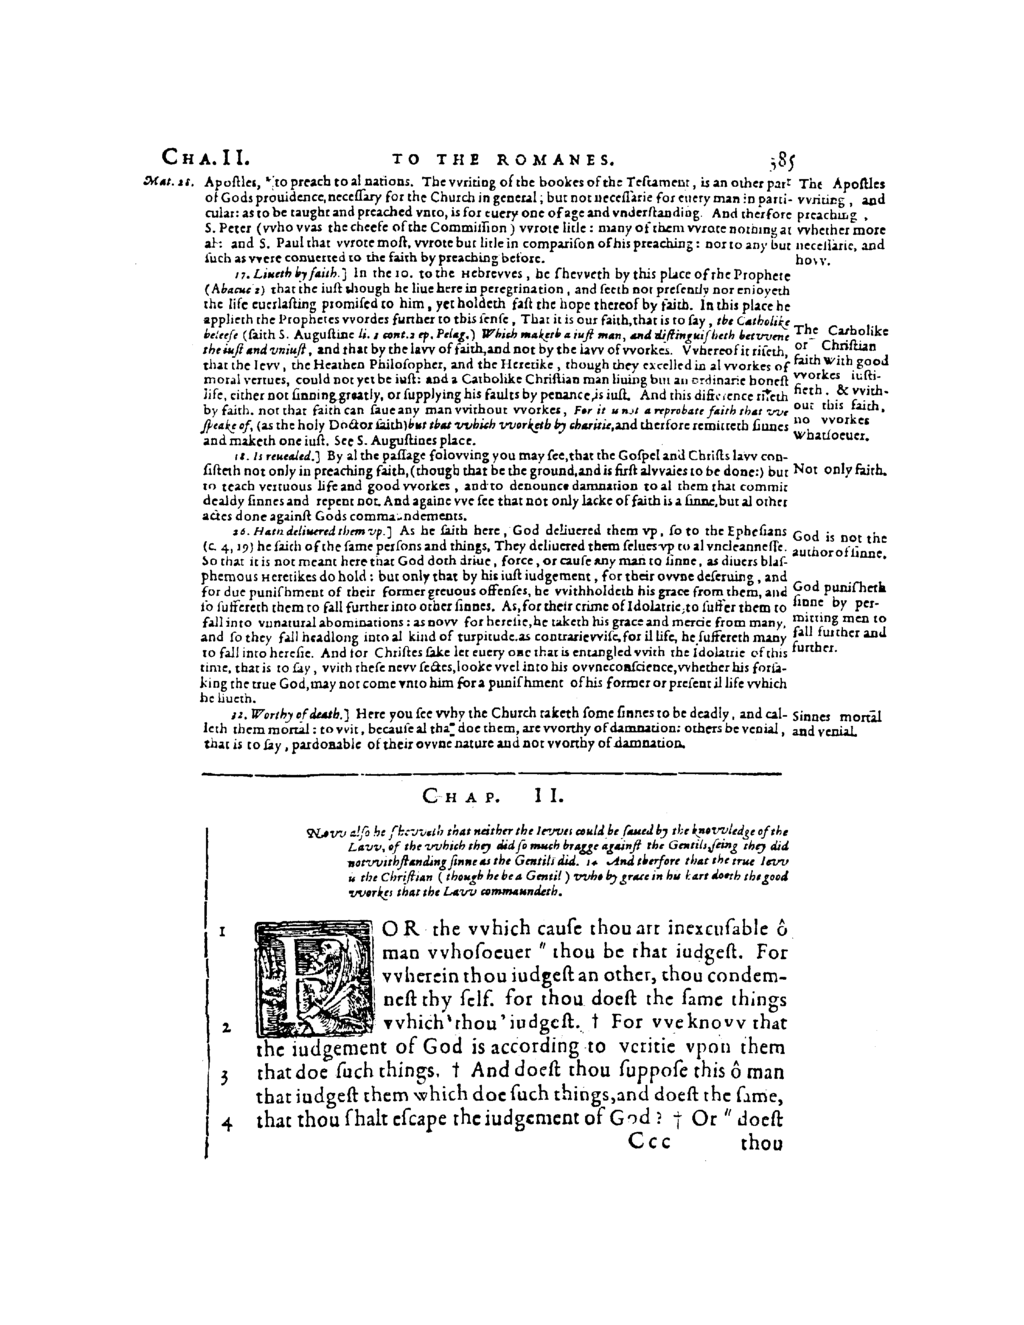 CHA. II. TO THE ROMANES. 385
Mat. 28. Apoſtles, * to preach to al nations. The vvriting of the bookes of the Teſtament, is an other part
of Gods prouidence, neceſſary for the Church in general; but not neceſſarie for euery man in parti-
cular: as to be taught and preached vnto, is for euery one of age and vnderſtanding. And therfore
S. Peter (vvho vvas the cheefe of the Commiſſion) vvrote litle: many of them vvrote nothing at
al: and S. Paul that vvrote moſt, vvrote but litle in compariſon of his preaching: nor to any but
ſuch as vvere conuerted to the faith by preaching before.
The Apoſtles
vvriting, and
preaching,
vvhether more
neceſſarie, and
hovv.
17. Liueth by faith.] In the 10. to the Hebrevves, he ſhevveth by this place of the Prophete
(Abacuc 2) that the iuſt though he liue here in peregrination, and ſeeth not preſently nor enioyeth
the life euerlaſting promiſed to him, yet holdeth faſt the hope thereof by faith. In this place he
applieth the Prophetes vvordes further to this ſenſe, That it is our faith, that is to ſay, the Catholike
beleefe (ſaith S. Auguſtine li. 3 cont. 2 ep. Pelag.) Which maketh a iuſt man, and diſtinguiſheth betvvene
the iuſt and vniuſt, and that by the lavv of faith, and not by the lavv of vvorkes. Vvhereof it riſeth,
that the Ievv, the Heathen Philoſopher, and the Heretike, though they excelled in al vvorkes of
moral vertues, could not yet be iuſt: and a Catholike Chriſtian man liuing but an ordinarie honeſt
life, either not ſinning greatly, or ſupplying his faults by penance, is iuſt. And this difference riſeth
by faith. not that faith can ſaue any man vvithout vvorkes, For it is not a reprobate faith that vve
ſpeake of, (as the holy Doctor ſaith) but that vvhich vvorketh by charitie, and therfore remitteth ſinnes
and maketh one iuſt. See S. Auguſtines place.
The Catholike
or Chriſtian
faith with good
vvorkes iuſti-
fieth. & vvith-
out this faith,
no vvorkes
whatſoeuer.
18. Is reuealed.] By al the paſſage folovving you may ſee, that the Goſpel and Chriſts lavv con-
ſiſteth not only in preaching faith, (though that be the ground, and is firſt alvvaies to be done:) but
to teach vertuous life and good vvorkes, and to denounce damnation to al them that commit
deadly ſinnes and repent not. And againe vve ſee that not only lacke of faith is a ſinne, but al other
actes done againſt Gods commaundements.
Not only faith.
26. Hath deliuered them vp.] As he ſaith here, God deliuered them vp, ſo to the Epheſians
(c. 4, 19) he ſaith of the ſame perſons and things, They deliuered them ſelues vp to al vncleanneſſe.
So that it is not meant here that God doth driue, force, or cauſe any man to ſinne, as diuers blaſ-
phemous Heretikes do hold: but only that by his iuſt iudgement, for their ovvne deſeruing, and
for due puniſhment of their former greuous offenſes, he vvithholdeth his grace from them, and
ſo ſuffereth them to fall further into other ſinnes. As, for their crime of Idolatrie, to ſuffer them to
fall into vnnatural abominations: as novv for hereſie, he taketh his grace and mercie from many,
and ſo they fall headlong into al kind of turpitude. as contrarievviſe, for il life, he ſuffereth many
to fall into hereſie. And for Chriſtes ſake let euery one that is entangled vvith the Idolatrie of this
time, that is to ſay, vvith theſe nevv ſectes, looke vvel into his ovvne conſcience, vvhether his forſa-
king the true God, may not come vnto him for a puniſhment of his former or preſent il life vvhich
he liueth.
God is not the
author of ſinne.
God puniſheth
ſinne by per-
mitting men to
fall further and
further.
32. Worthy of death.] Here you ſee vvhy the Church taketh ſome ſinnes to be deadly, and cal-
leth them mortal: to vvit, becauſe al that doe them, are vvorthy of damnation: others be venial,
that is to ſay, pardonable of their ovvne nature and not vvorthy of damnation.
Sinnes mortal
and venial.
CHAP. II.
Novv alſo he ſhevveth that neither the Ievves could be ſaued by the knovvledge of the
Lavv, of the vvhich they did ſo much bragge againſt the Gentils, ſeing they did
notvvithſtanding ſinne as the Gentils did. 14 And therfore that the true Ievv
is the Chriſtian (though he be a Gentil) vvho by grace in his hart doeth the good
vvorkes that the Lavv commaundeth.
1 FOR the vvhich cauſe thou art inexcuſable ô
man vvhoſoeuer " thou be that iudgeſt. For
vvherein thou iudgeſt an other, thou condem-
neſt thy ſelf. for thou doeſt the ſame things
2 vvhich 'thou' iudgeſt. † For vve knovv that
the iudgement of God is according to veritie vpon them
3 that doe ſuch things. † And doeſt thou ſuppoſe this ô man
that iudgeſt them which doe ſuch things, and doeſt the ſame,
4 that thou ſhalt eſcape the iudgement of God? † Or " doeſt
Ccc thou